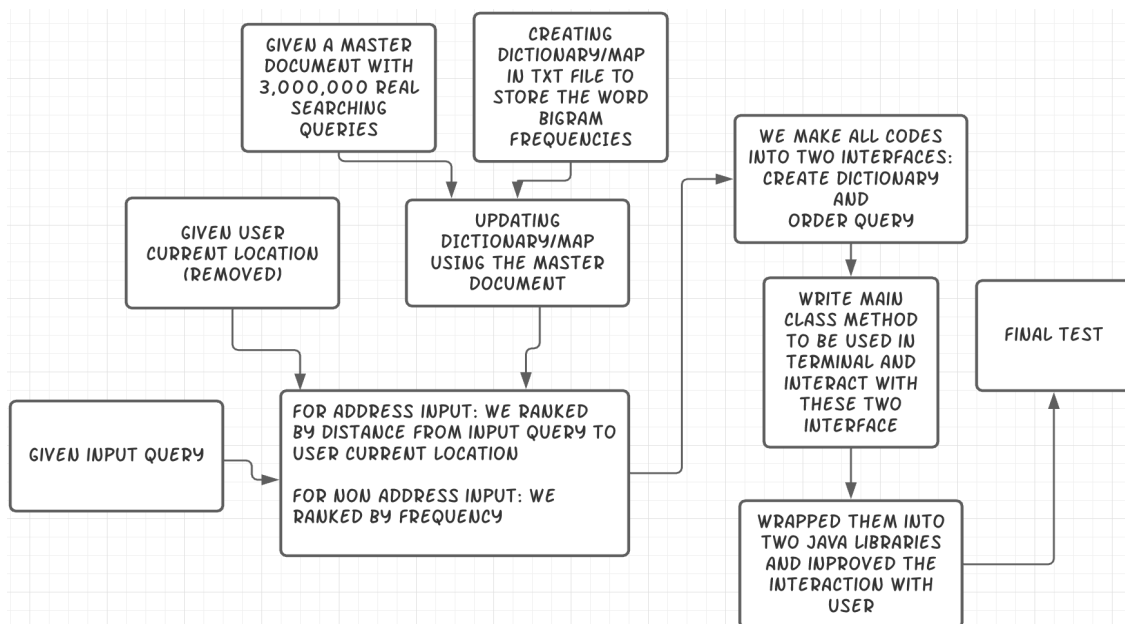 GIVEN A MASTER
DOCUMENT WITH
3,000,000 REAL
SEARCHING
QUERIES
CREATING
DICTIONARY/MAP
IN TXT FILE TO
STORE THE WORD
BIGRAM
FREQUENCIES
GIVEN USER
CURRENT LOCATION
(REMOVED)
UPDATING
DICTIONARY/MAP
USING THE MASTER
DOCUMENT
GIVEN INPUT QUERY
FOR ADDRESS INPUT: WE RANKED
BY DISTANCE FROM INPUT QUERY TO
USER CURRENT LOCATION
FOR NON ADDRESS INPUT: WE
RANKED BY FREQUENCY
WE MAKE ALL CODES
INTO TWO INTERFACES:
CREATE DICTIONARY
AND
ORDER QUERY
WRITE MAIN
CLASS METHOD
TO BE USED IN
TERMINAL AND
INTERACT WITH
THESE TWO
INTERFACE
WRAPPED THEM INTO
TWO JAVA LIBRARIES
AND INPROVED THE
INTERACTION WITH
USER
FINAL TEST